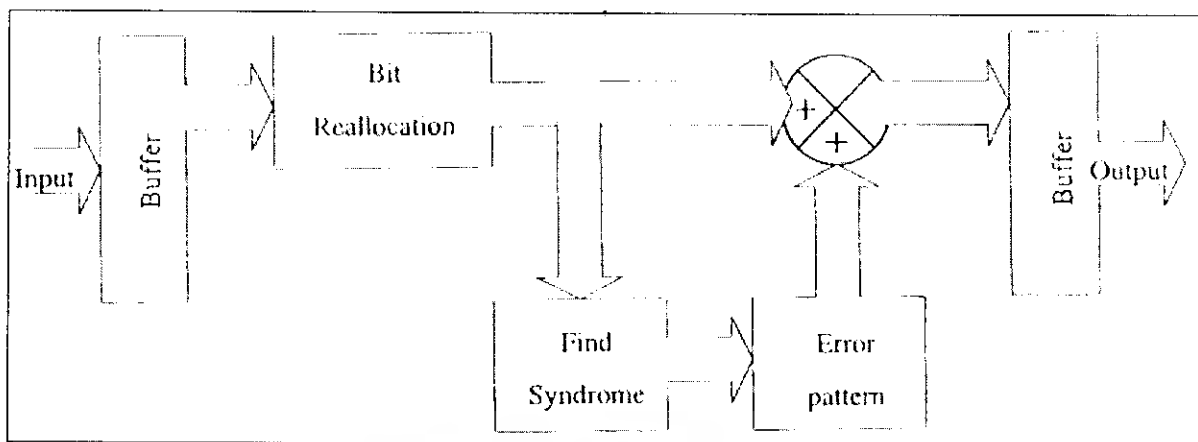 Input
Buffer
Bit
Reallocation
+
+
Buffer
Output
Find
Syndrome
Error
pattern